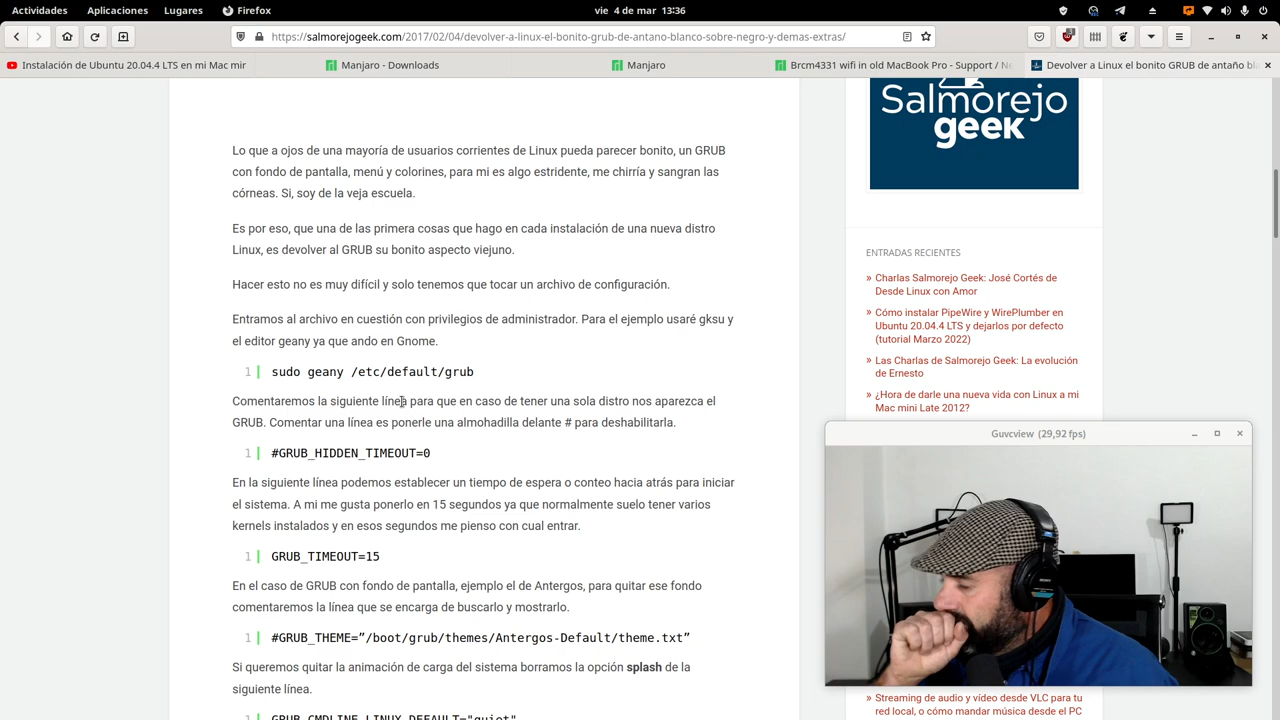 Actividades
Aplicaciones
Lugares
Firefox
vie 4 de mar 13:36
https://salmorejogeek.com/2017/02/04/devolver-a-linux-el-bonito-grub-de-antano-blanco-sobre-negro-y-demas-extras/
Instalación de Ubuntu 20.04.4 LTS en mi Mac mir
Manjaro - Downloads
Manjaro
Brcm4331 wifi in old MacBook Pro - Support / Ne
Devolver a Linux el bonito GRUB de antaño bla
Lo que a ojos de una mayoría de usuarios corrientes de Linux pueda parecer bonito, un GRUB
con fondo de pantalla, menú y colorines, para mi es algo estridente, me chirría y sangran las
córneas. Si, soy de la veja escuela.
Es por eso, que una de las primera cosas que hago en cada instalación de una nueva distro
Linux, es devolver al GRUB su bonito aspecto viejuno.
Hacer esto no es muy difícil y solo tenemos que tocar un archivo de configuración.
Entramos al archivo en cuestión con privilegios de administrador. Para el ejemplo usaré gksu y
el editor geany ya que ando en Gnome.
1 sudo geany /etc/default/grub
Comentaremos la siguiente línea para que en caso de tener una sola distro nos aparezca el
GRUB. Comentar una línea es ponerle una almohadilla delante # para deshabilitarla.
1 #GRUB_HIDDEN_TIMEOUT=0
En la siguiente línea podemos establecer un tiempo de espera o conteo hacia atrás para iniciar
el sistema. A mi me gusta ponerlo en 15 segundos ya que normalmente suelo tener varios
kernels instalados y en esos segundos me pienso con cual entrar.
1 GRUB_TIMEOUT=15
En el caso de GRUB con fondo de pantalla, ejemplo el de Antergos, para quitar ese fondo
comentaremos la línea que se encarga de buscarlo y mostrarlo.
1 #GRUB_THEME=”/boot/grub/themes/Antergos-Default/theme.txt”
Si queremos quitar la animación de carga del sistema borramos la opción splash de la
siguiente línea.
1 GRUB_CMDLINE_LINUX_DEFAULT="quiet"
Salmorejo
geek
ENTRADAS RECIENTES
» Charlas Salmorejo Geek: José Cortés de
Desde Linux con Amor
» Cómo instalar PipeWire y WirePlumber en
Ubuntu 20.04.4 LTS y dejarlos por defecto
(tutorial Marzo 2022)
» Las Charlas de Salmorejo Geek: La evolución
de Ernesto
» ¿Hora de darle una nueva vida con Linux a mi
Mac mini Late 2012?
Guvcview (29,92 fps)
SONY
Streaming de audio y vídeo desde VLC para tu
red local, o cómo mandar música desde el PC